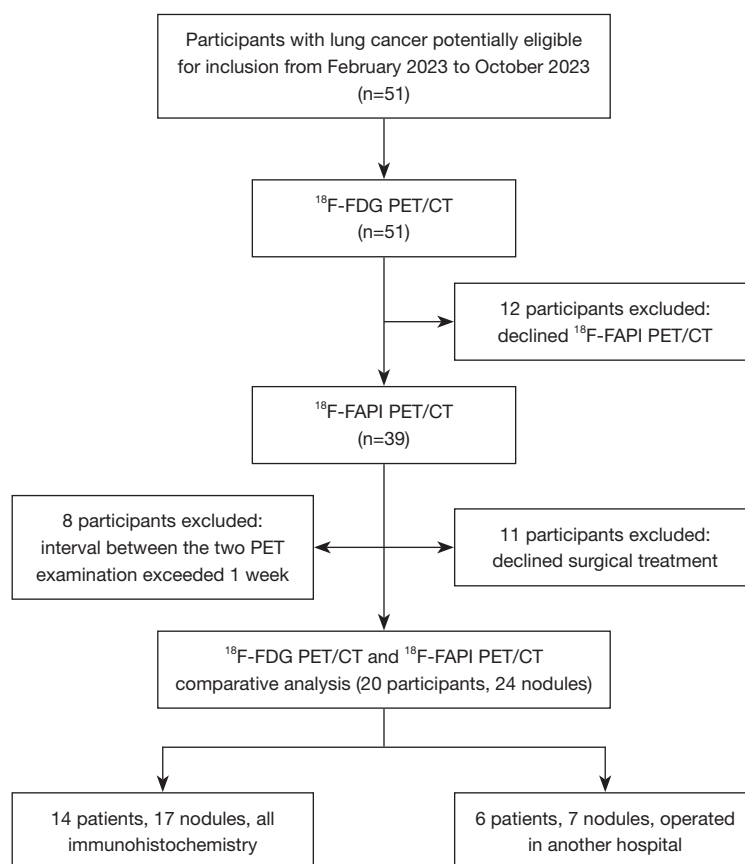 Participants with lung cancer potentially eligible
for inclusion from February 2023 to October 2023
(n=51)
¹⁸F-FDG PET/CT
(n=51)
12 participants excluded:
declined ¹⁸F-FAPI PET/CT
¹⁸F-FAPI PET/CT
(n=39)
8 participants excluded:
interval between the two PET
examination exceeded 1 week
11 participants excluded:
declined surgical treatment
¹⁸F-FDG PET/CT and ¹⁸F-FAPI PET/CT
comparative analysis (20 participants, 24 nodules)
14 patients, 17 nodules, all
immunohistochemistry
6 patients, 7 nodules, operated
in another hospital